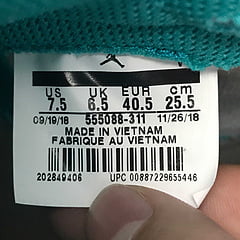 US UK EUR cm
7.5 6.5 40.5 25.5
09/19/18 555088-311 11/26/18
MADE IN VIETNAM
FABRIQUE AU VIETNAM
202849406 UPC 00887229655446